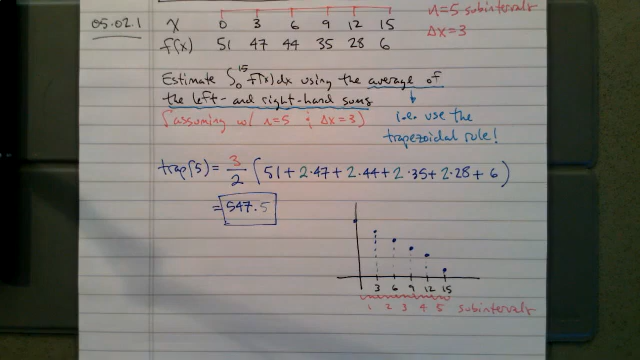 05.02.1
x 0 3 6 9 12 15
f(x) 51 47 44 35 28 6
n=5 subintervals
Δx=3
Estimate ∫₀¹⁵ f(x)dx using the average of
the left- and right-hand sums
(assuming w/ n=5 & Δx=3)
i.e. use the
trapezoidal rule!
trap(5) = 3/2 (51+2·47+2·44+2·35+2·28+6)
= 547.5
3 6 9 12 15
1 2 3 4 5 subintervals